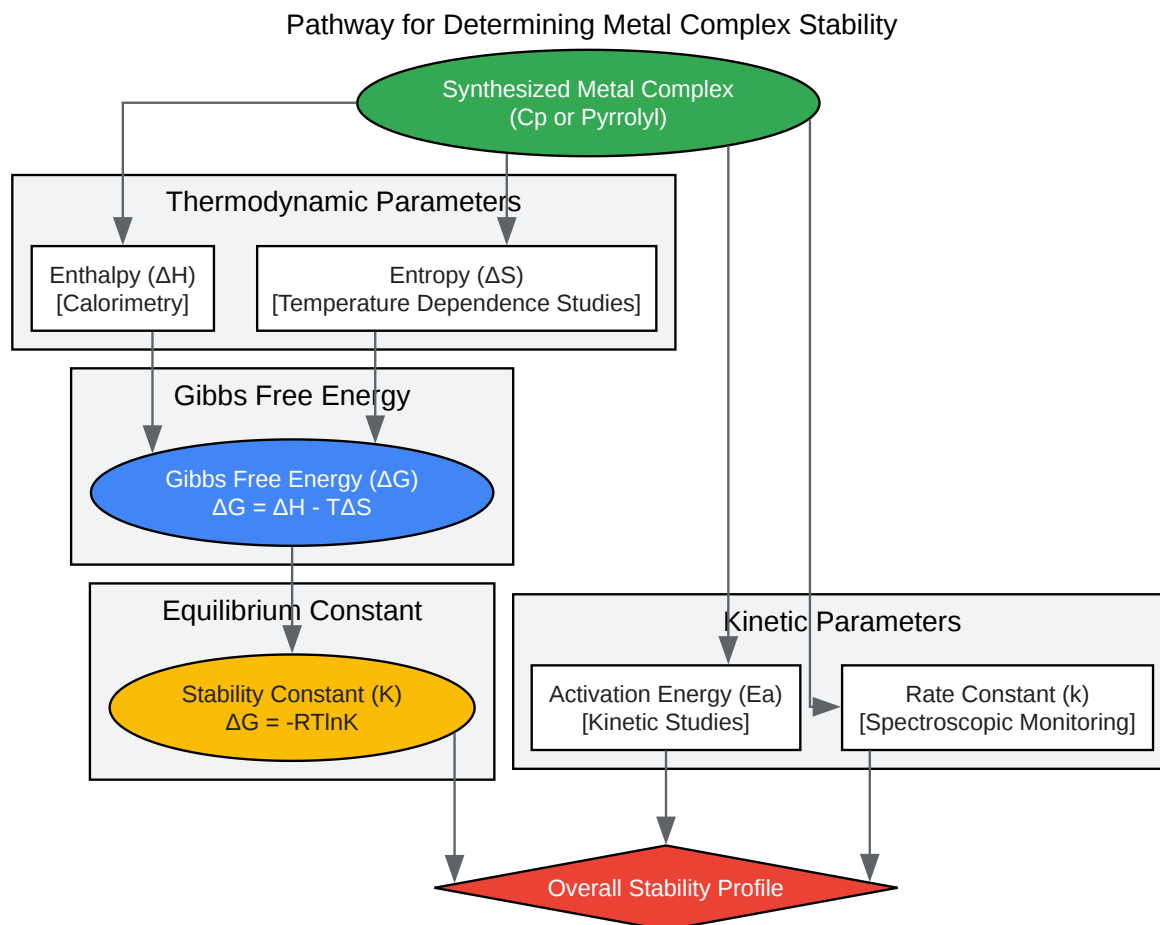 Pathway for Determining Metal Complex Stability
Synthesized Metal Complex
(Cp or Pyrrolyl)
Thermodynamic Parameters
Enthalpy (ΔH)
[Calorimetry]
Entropy (ΔS)
[Temperature Dependence Studies]
Gibbs Free Energy
Gibbs Free Energy (ΔG)
ΔG = ΔH - TΔS
Equilibrium Constant
Stability Constant (K)
ΔG = -RTlnK
Kinetic Parameters
Activation Energy (Ea)
[Kinetic Studies]
Rate Constant (k)
[Spectroscopic Monitoring]
Overall Stability Profile